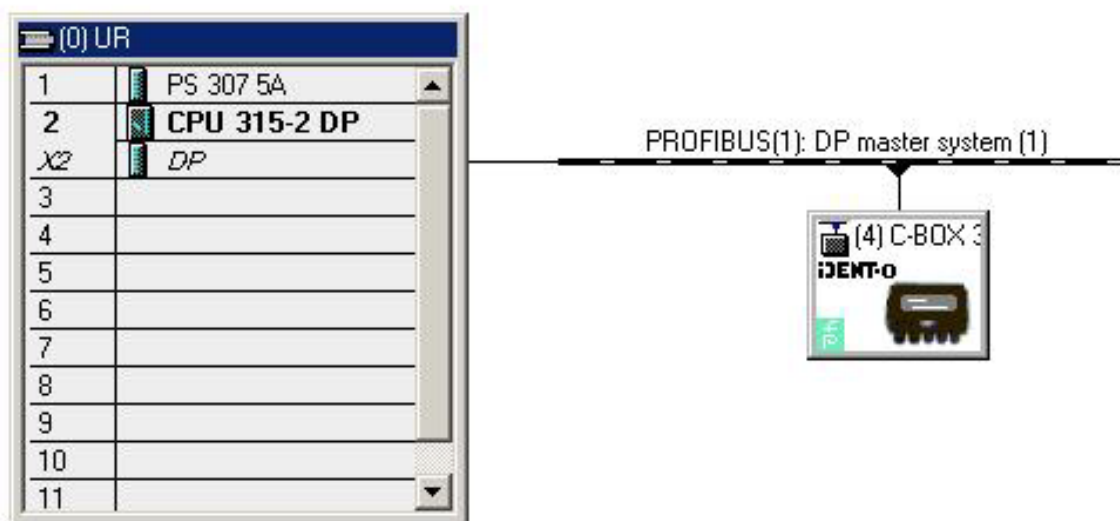 (0) UR
1 PS 307 5A
2 CPU 315-2 DP
X2 DP
3
4
5
6
7
8
9
10
11
PROFIBUS(1): DP master system (1)
(4) C-BOX 3
iDENT-o